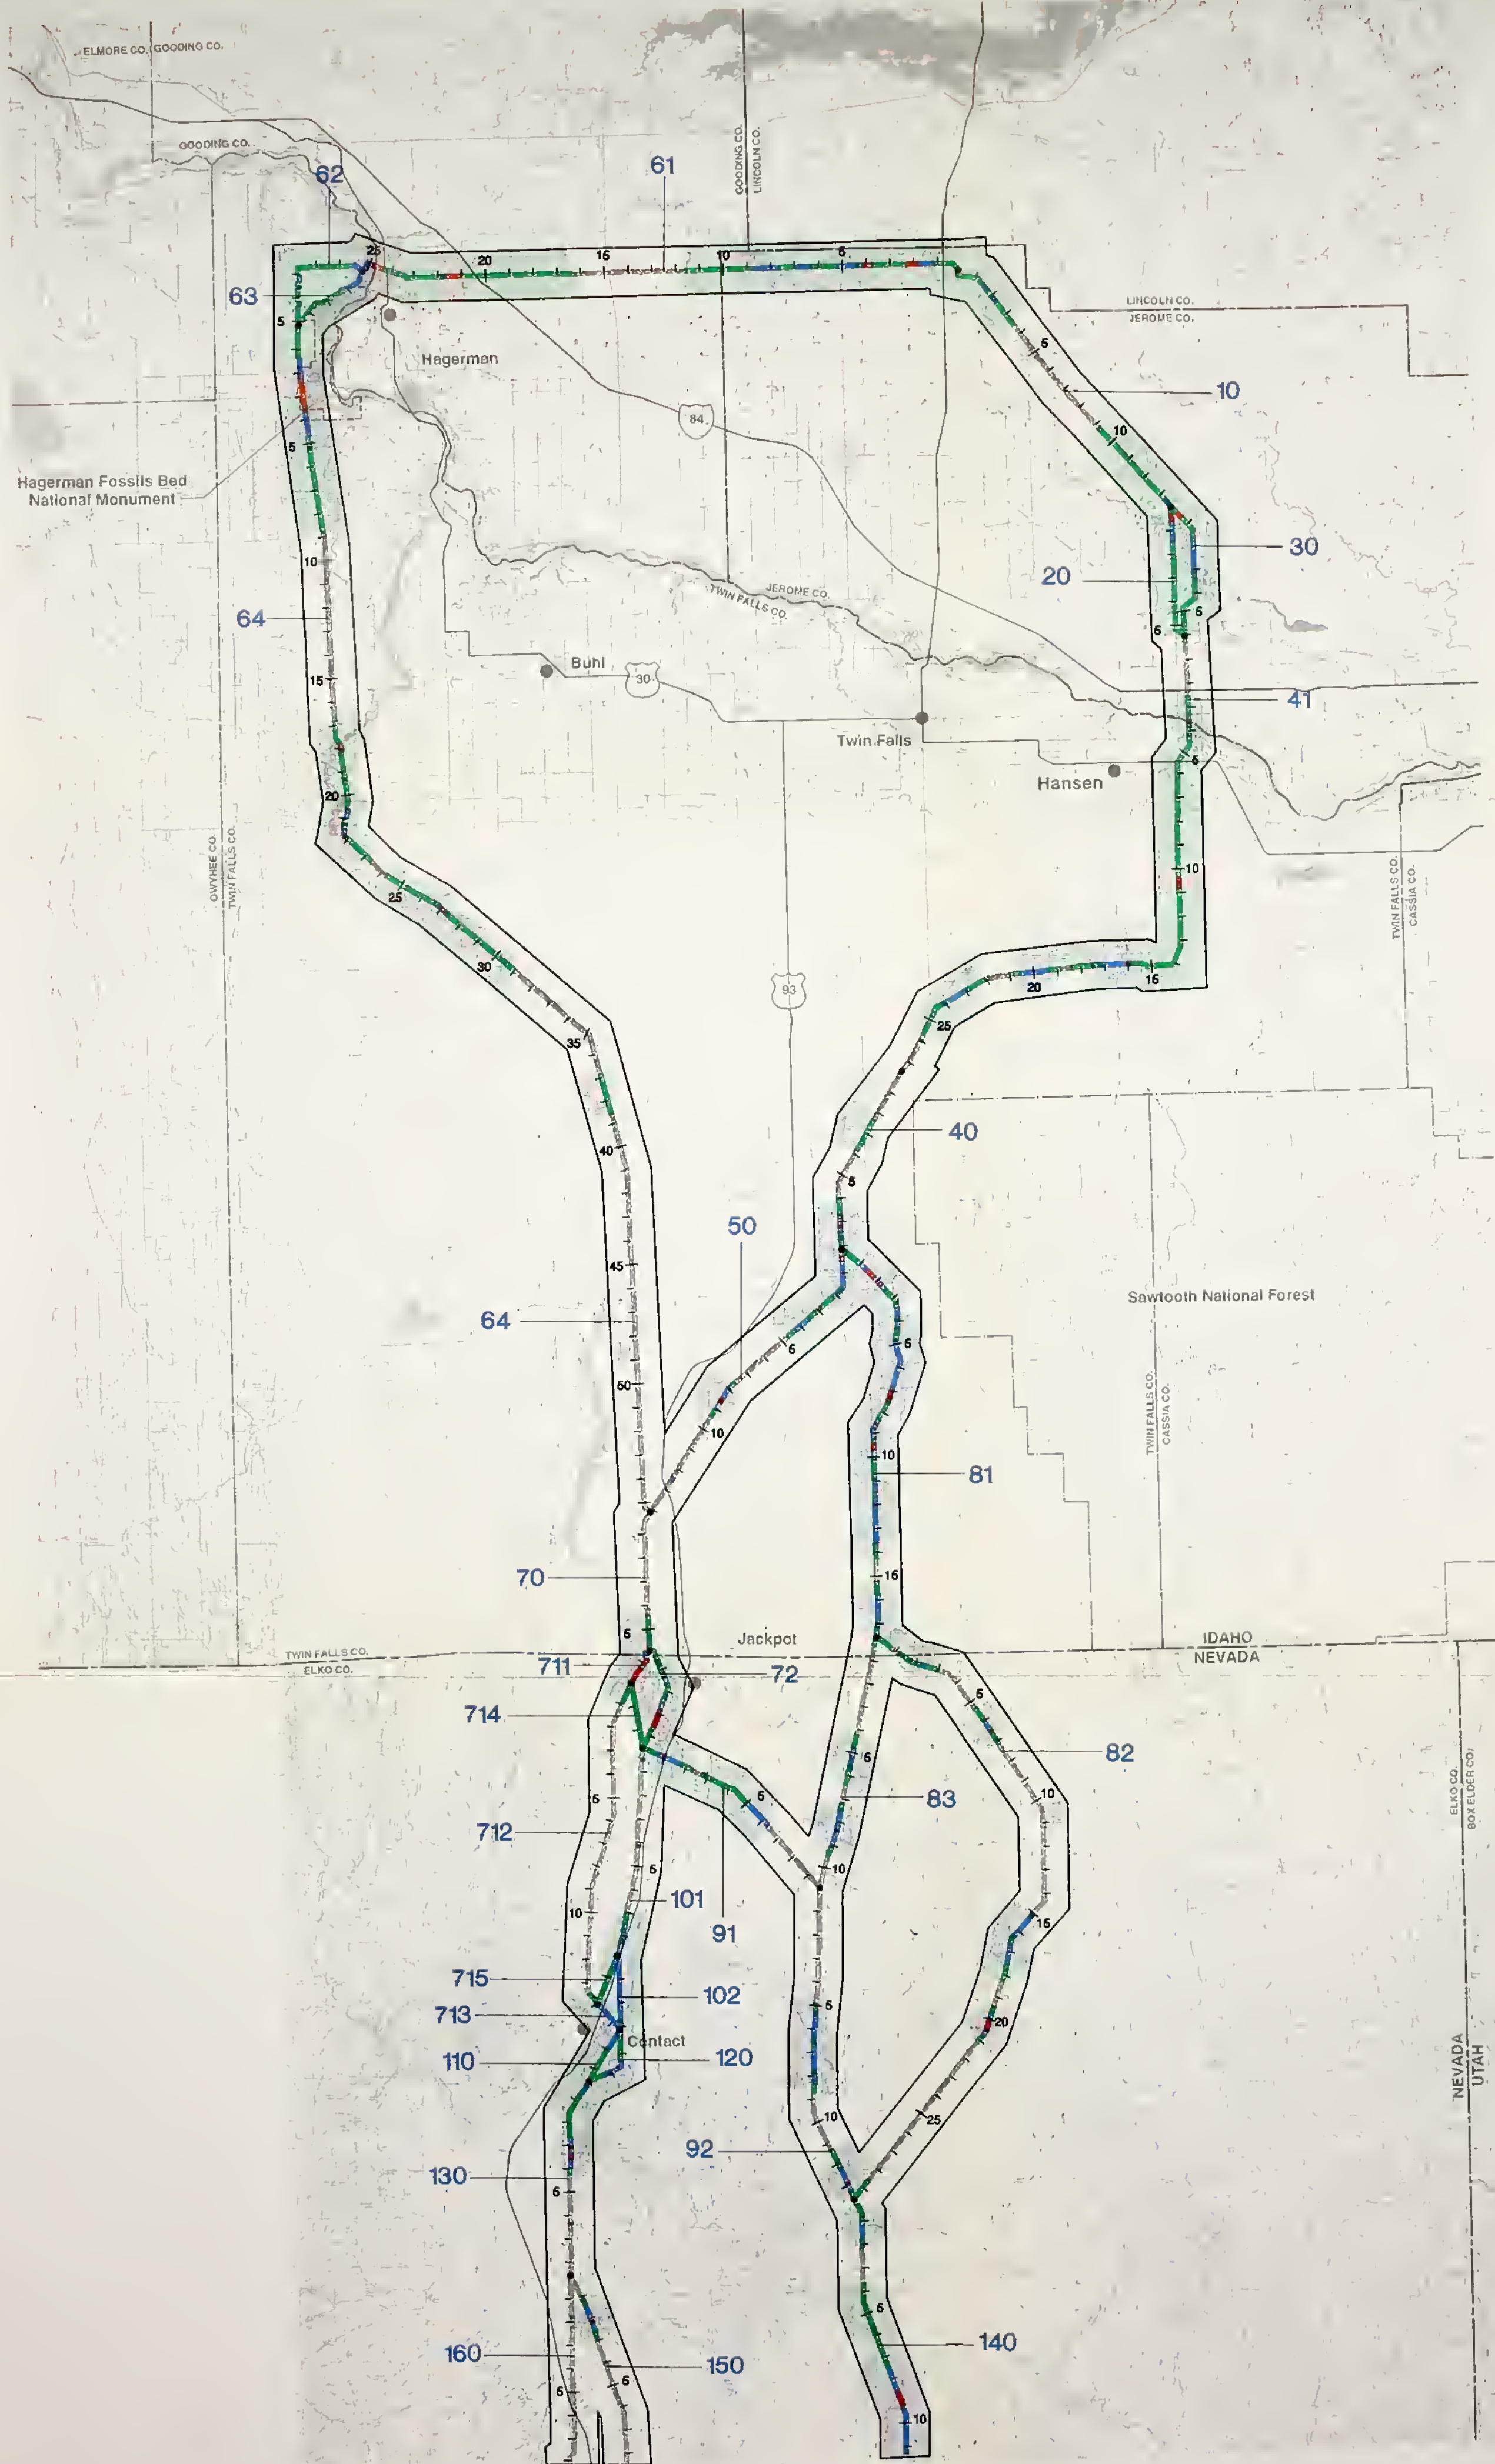 ELMORE CO.
GOODING CO.
GOODING CO.
GOODING CO.
LINCOLN CO.
62
61
25
20
15
10
5
63
5
LINCOLN CO.
JEROME CO.
Hagerman
5
10
84
10
5
Hagerman Fossils Bed
National Monument
30
10
20
JEROME CO.
TWIN FALLS CO.
5
5
64
Buhl
30
15
41
Twin Falls
5
Hansen
20
OWYHEE CO.
TWIN FALLS CO.
10
TWIN FALLS CO.
CASSIA CO.
25
30
15
20
93
25
35
40
40
5
50
45
Sawtooth National Forest
64
5
5
50
TWIN FALLS CO.
CASSIA CO.
10
10
81
15
70
5
Jackpot
IDAHO
NEVADA
TWIN FALLS CO.
ELKO CO.
711
72
5
714
82
5
83
10
5
5
ELKO CO.
BOX ELDER CO.
712
5
10
101
10
91
15
715
102
5
713
20
Contact
110
120
NEVADA
UTAH
10
25
92
130
5
5
140
160
150
5
5
10